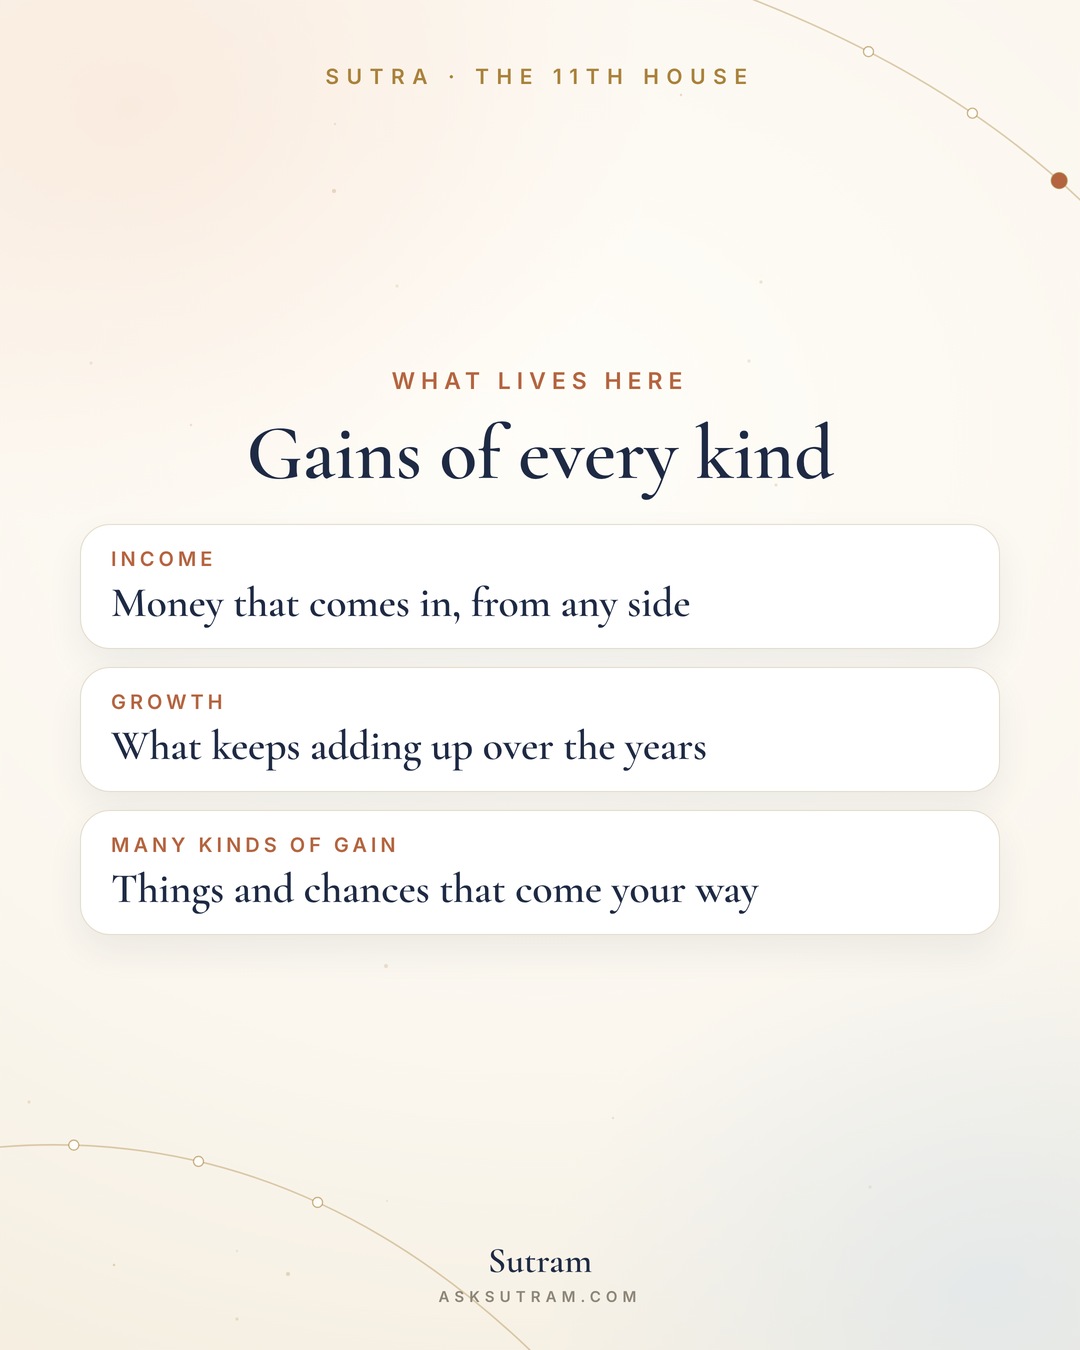 SUTRA · THE 11TH HOUSE
WHAT LIVES HERE
Gains of every kind
INCOME
Money that comes in, from any side
GROWTH
What keeps adding up over the years
MANY KINDS OF GAIN
Things and chances that come your way
Sutram
ASKSUTRAM.COM